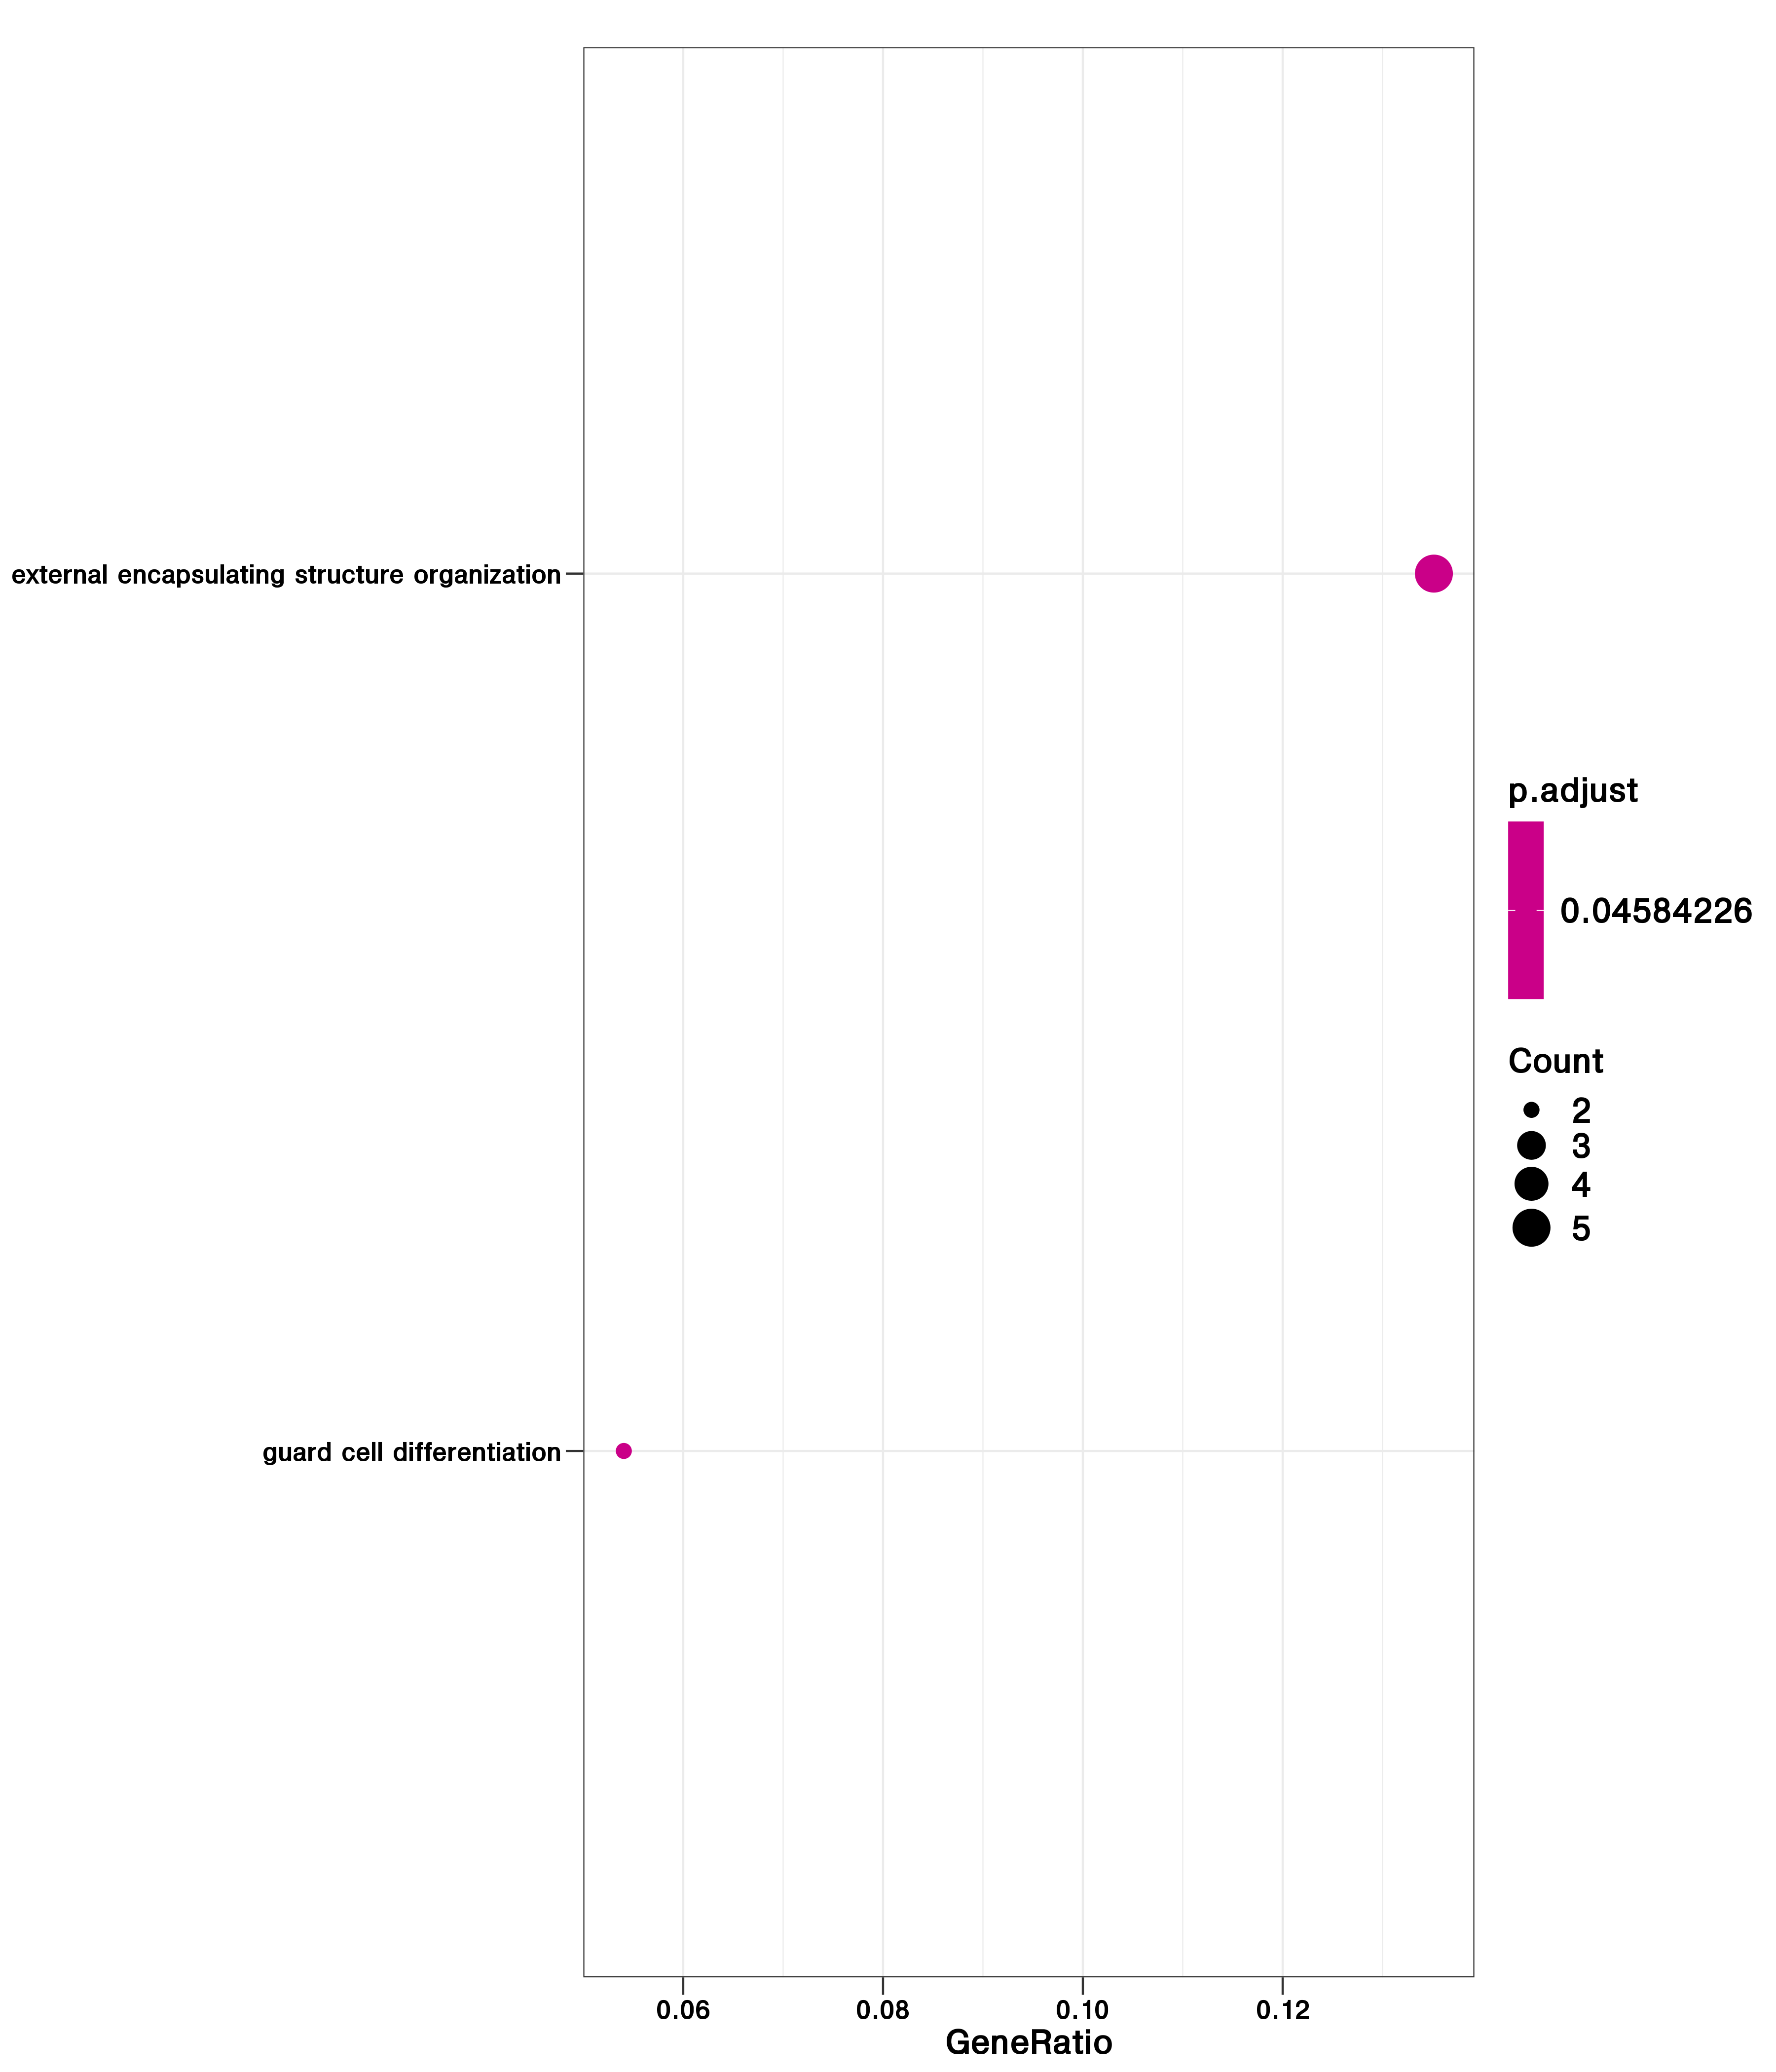 external encapsulating structure organization
guard cell differentiation
0.06 0.08 0.10 0.12
GeneRatio
p.adjust
0.04584226
Count
2
3
4
5